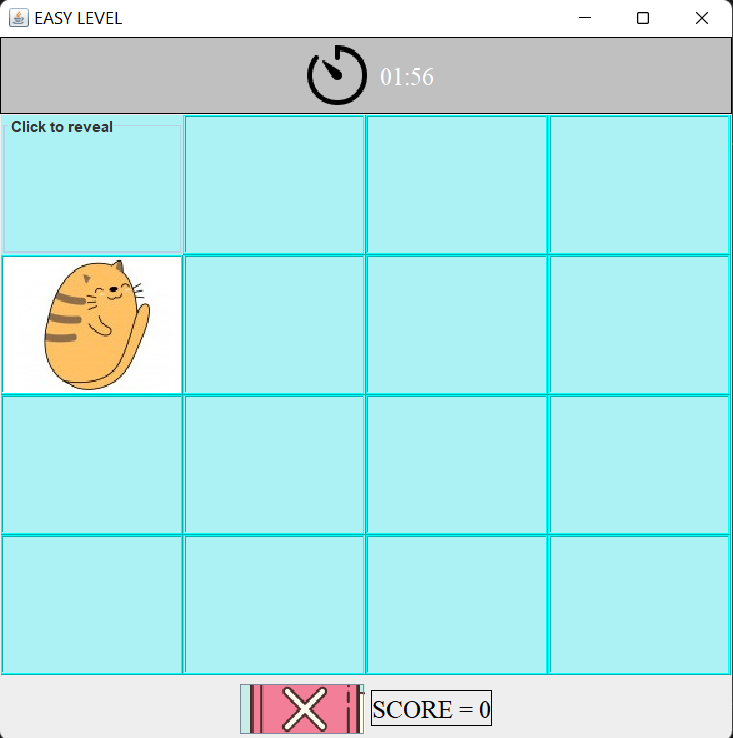 EASY LEVEL
01:56
Click to reveal
SCORE = 0